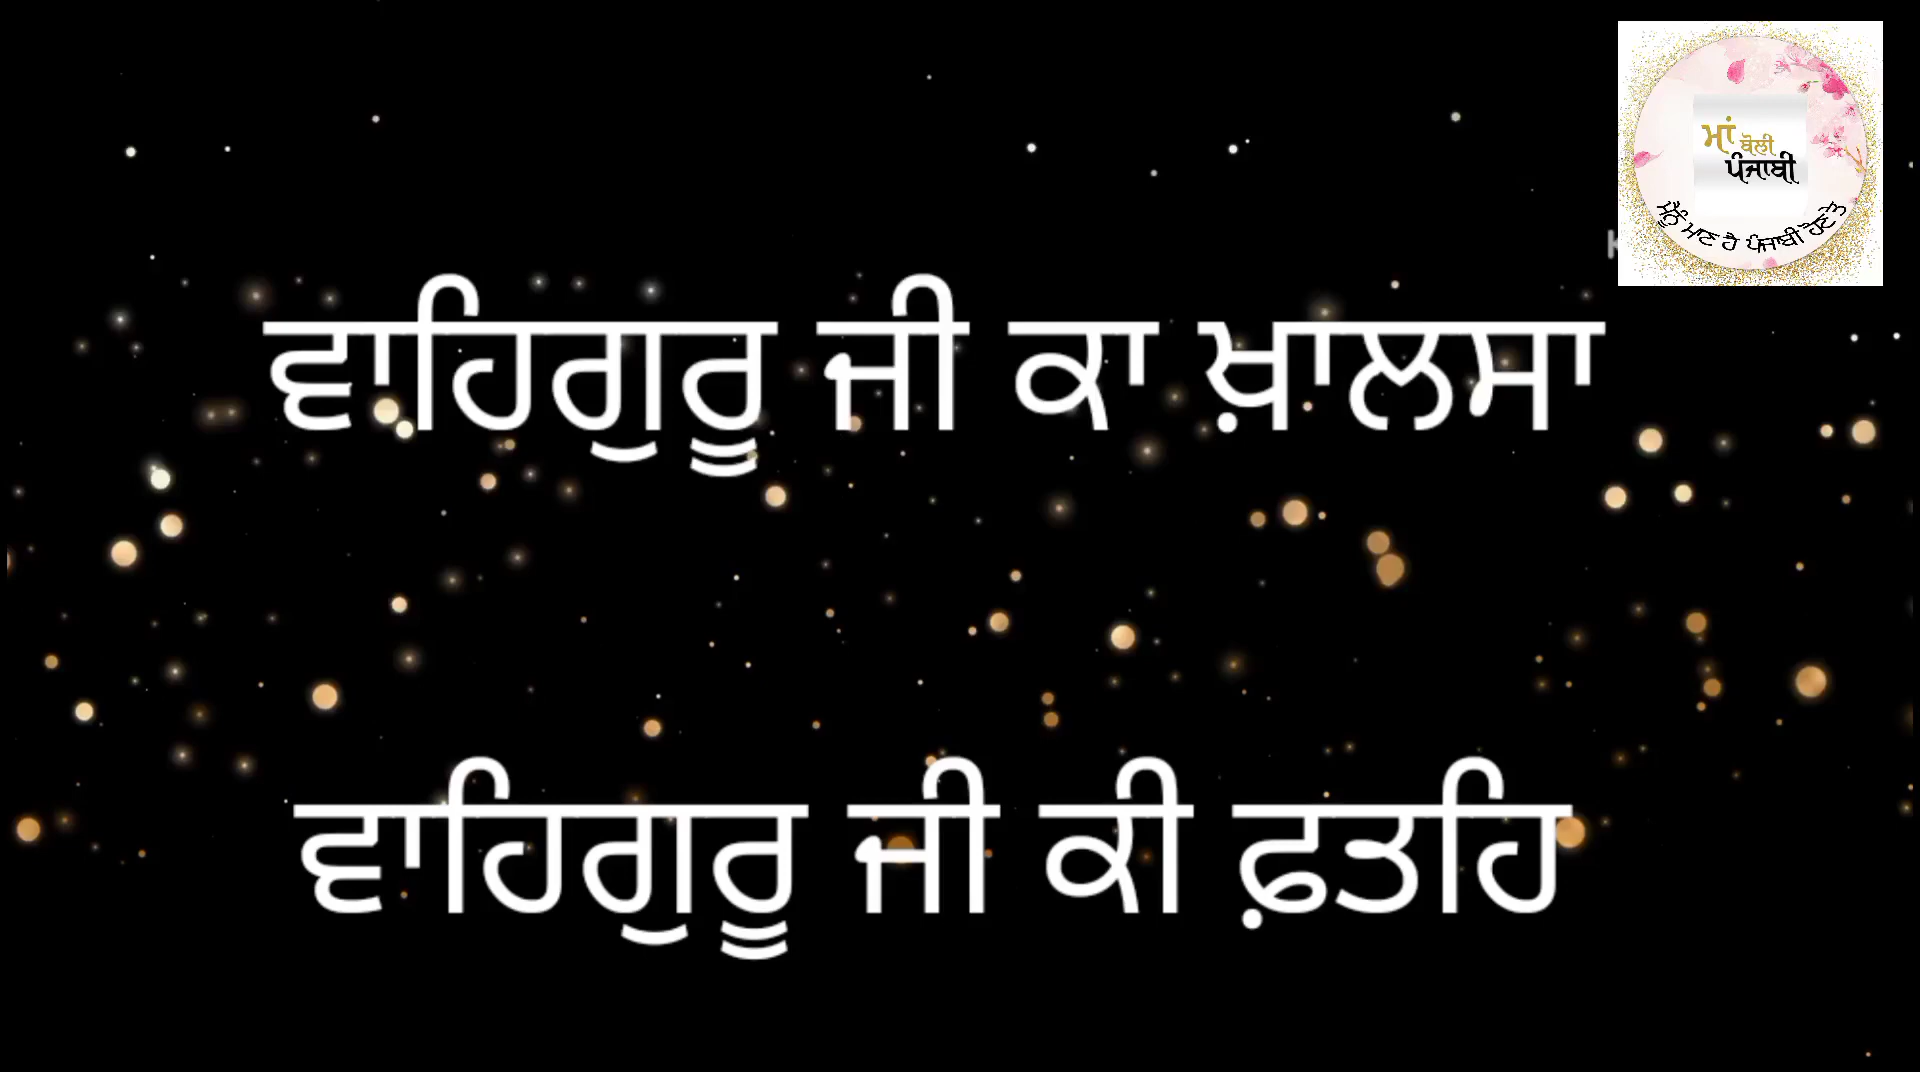 ਮਾਂ ਬੋਲੀ
ਪੰਜਾਬੀ
ਮੈਨੂੰ ਮਾਣ ਹੈ ਪੰਜਾਬੀ ਹੋਣ ਤੇ
ਵਾਹਿਗੁਰੂ ਜੀ ਕਾ ਖ਼ਾਲਸਾ
ਵਾਹਿਗੁਰੂ ਜੀ ਕੀ ਫ਼ਤਹਿ